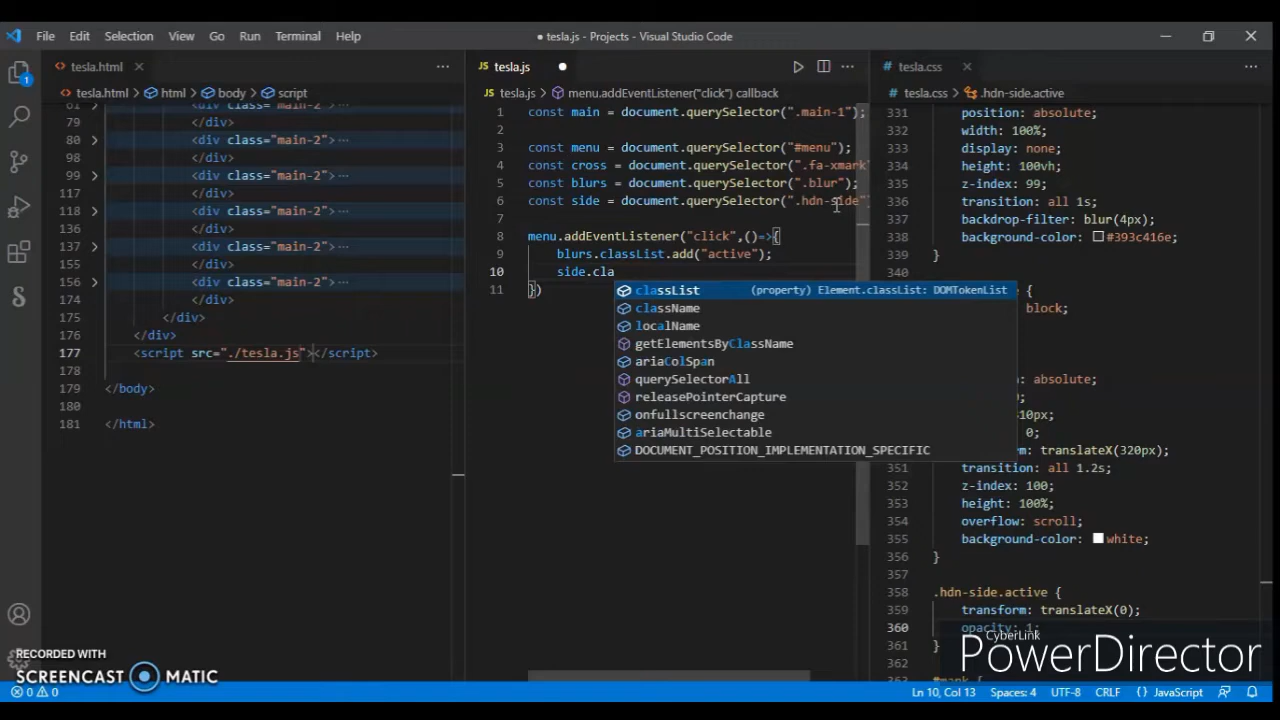 File Edit Selection View Go Run Terminal Help
● tesla.js - Projects - Visual Studio Code
tesla.html
tesla.html > html > body > script
79 </div>
80 <div class="main-2">⋯
98 </div>
99 <div class="main-2">⋯
117 </div>
118 <div class="main-2">⋯
136 </div>
137 <div class="main-2">⋯
155 </div>
156 <div class="main-2">⋯
174 </div>
175 </div>
176 </div>
177 <script src="./tesla.js"></script>
178
179 </body>
180
181 </html>
tesla.js
tesla.js > menu.addEventListener("click") callback
1 const main = document.querySelector(".main-1");
2
3 const menu = document.querySelector("#menu");
4 const cross = document.querySelector(".fa-xmark"
5 const blurs = document.querySelector(".blur");
6 const side = document.querySelector(".hdn-side")
7
8 menu.addEventListener("click",()=>{
9 blurs.classList.add("active");
10 side.cla
11 })
classList (property) Element.classList: DOMTokenList
className
localName
getElementsByClassName
ariaColSpan
querySelectorAll
releasePointerCapture
onfullscreenchange
ariaMultiSelectable
DOCUMENT_POSITION_IMPLEMENTATION_SPECIFIC
tesla.css
tesla.css > .hdn-side.active
331 position: absolute;
332 width: 100%;
333 display: none;
334 height: 100vh;
335 z-index: 99;
336 transition: all 1s;
337 backdrop-filter: blur(4px);
338 background-color: #393c416e;
339 }
340
{
block;
absolute;
0;
translateX(320px);
351 transition: all 1.2s;
352 z-index: 100;
353 height: 100%;
354 overflow: scroll;
355 background-color: white;
356 }
357
358 .hdn-side.active {
359 transform: translateX(0);
360 opacity: 1;
361 }
362
363
1
RECORDED WITH
SCREENCAST MATIC
CyberLink
PowerDirector
0 0
Ln 10, Col 13 Spaces: 4 UTF-8 CRLF {} JavaScript